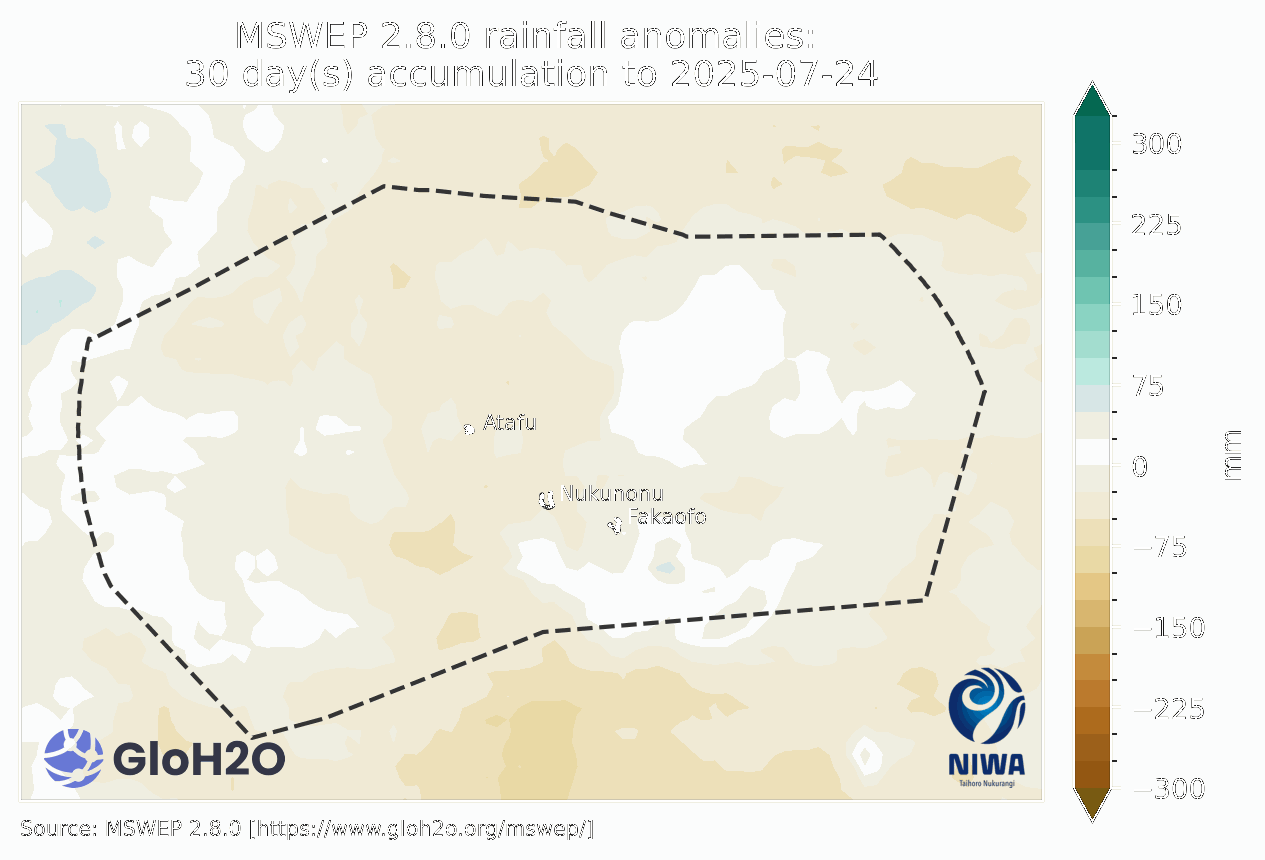 MSWEP 2.8.0 rainfall anomalies:
30 day(s) accumulation to 2025-07-24
300
225
150
75
0
−75
−150
−225
−300
mm
Atafu
Nukunonu
Fakaofo
GloH2O
NIWA
Taihoro Nukurangi
Source: MSWEP 2.8.0 [https://www.gloh2o.org/mswep/]